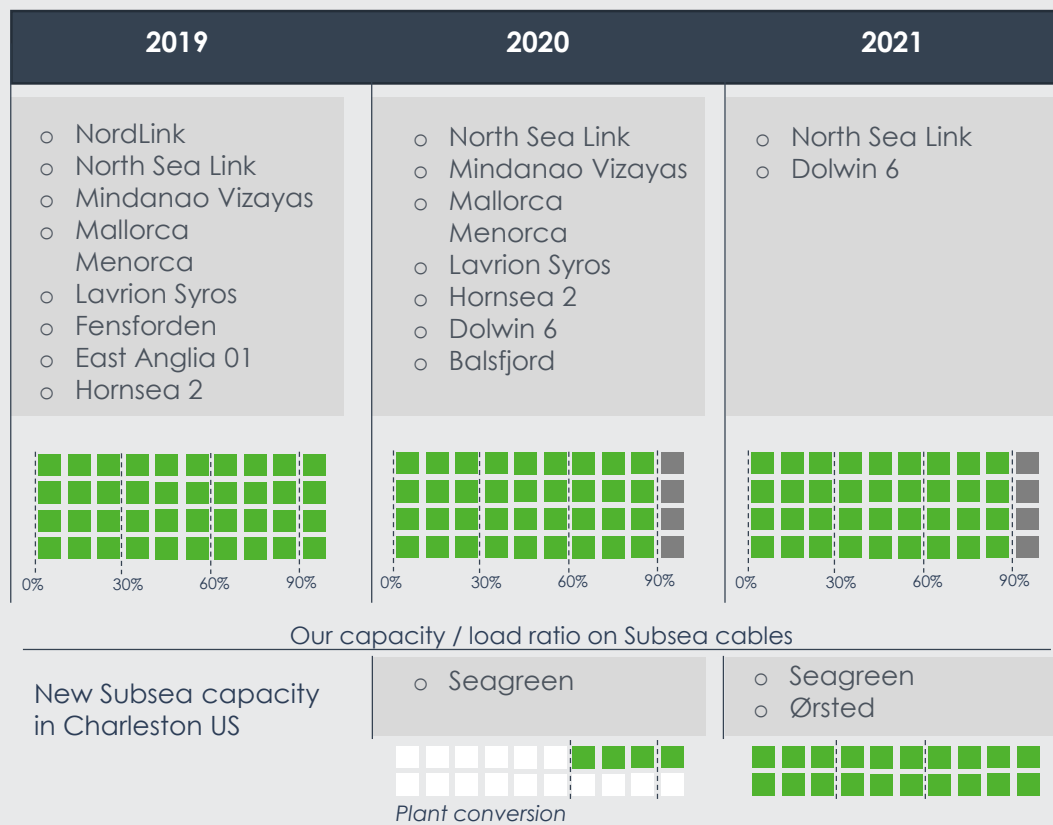 2019
2020
2021
NordLink
North Sea Link
Mindanao Vizayas
Mallorca
Menorca
Lavrion Syros
Fensforden
East Anglia 01
Hornsea 2
North Sea Link
Mindanao Vizayas
Mallorca
Menorca
Lavrion Syros
Hornsea 2
Dolwin 6
Balsfjord
North Sea Link
Dolwin 6
0% 30% 60% 90%
0% 30% 60% 90%
0% 30% 60% 90%
Our capacity / load ratio on Subsea cables
New Subsea capacity
in Charleston US
Seagreen
Plant conversion
Seagreen
Ørsted